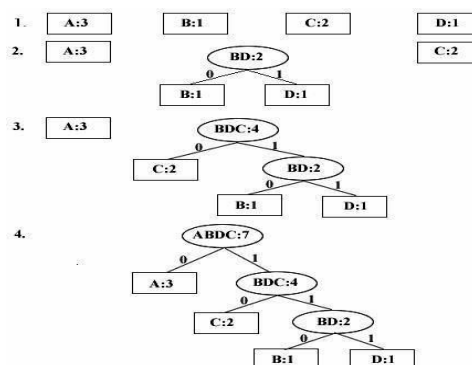 1. A:3 B:1 C:2 D:1
2. A:3 BD:2 C:2
0 1
B:1 D:1
3. A:3 BDC:4
0 1
C:2 BD:2
0 1
B:1 D:1
4. ABDC:7
0 1
A:3 BDC:4
0 1
C:2 BD:2
0 1
B:1 D:1